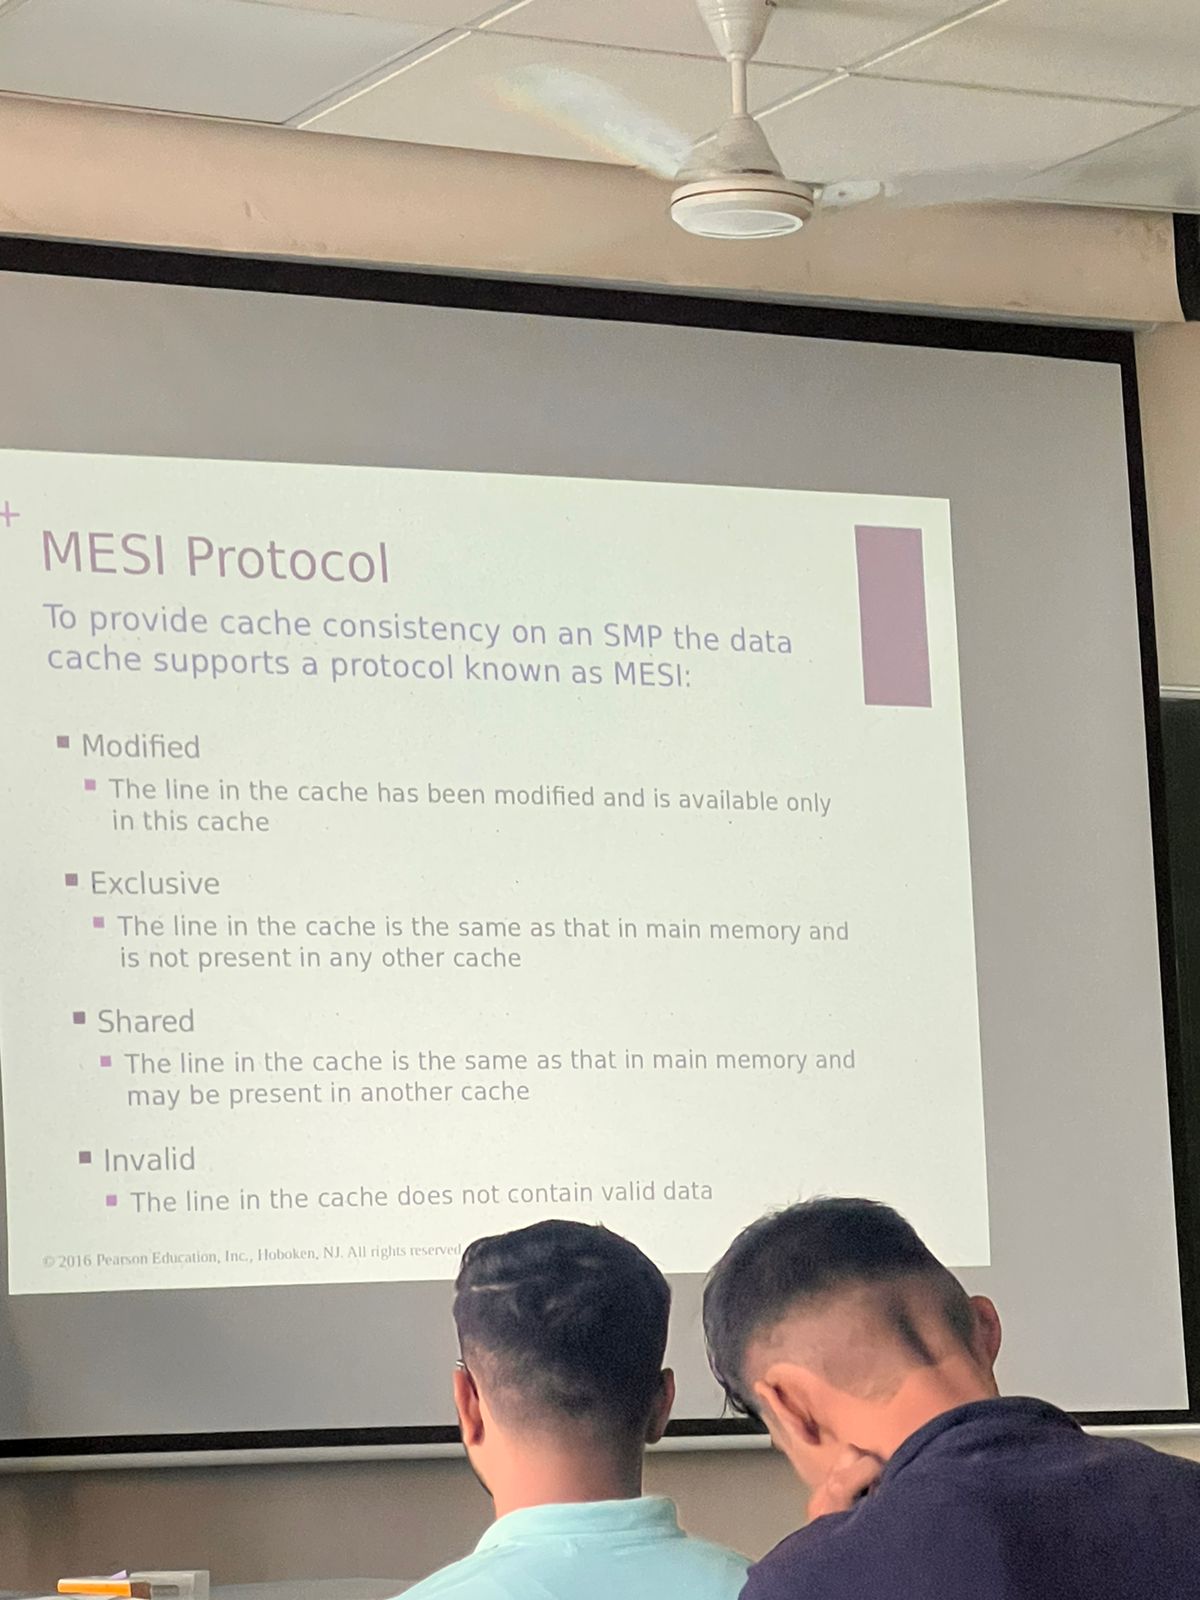 +
MESI Protocol
To provide cache consistency on an SMP the data
cache supports a protocol known as MESI:
■ Modified
■ The line in the cache has been modified and is available only
in this cache
■ Exclusive
■ The line in the cache is the same as that in main memory and
is not present in any other cache
■ Shared
■ The line in the cache is the same as that in main memory and
may be present in another cache
■ Invalid
■ The line in the cache does not contain valid data
© 2016 Pearson Education, Inc., Hoboken, NJ. All rights reserved